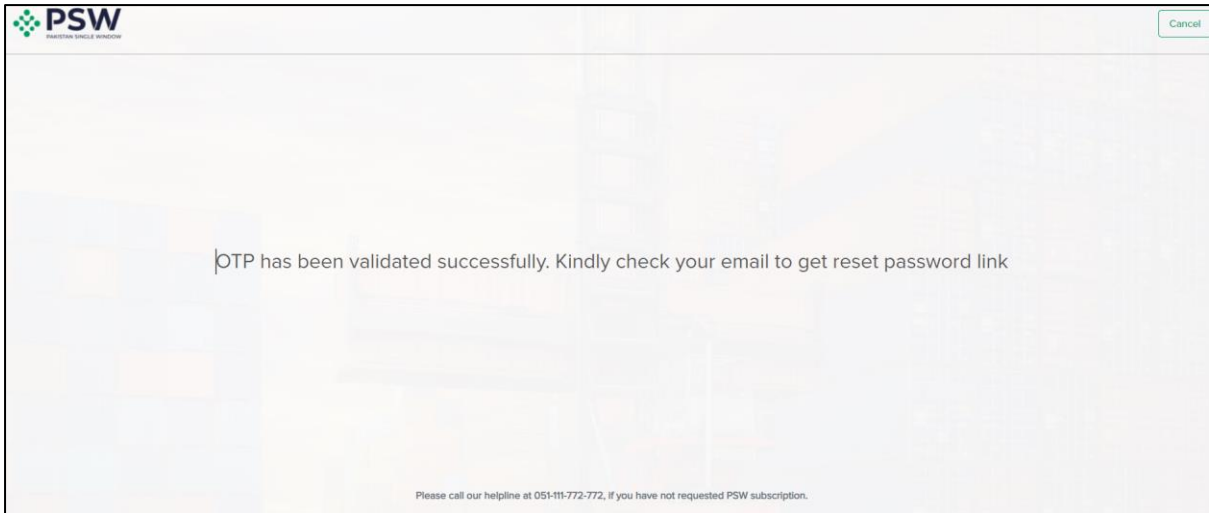 PSW
PAKISTAN SINGLE WINDOW
Cancel
OTP has been validated successfully. Kindly check your email to get reset password link
Please call our helpline at 051-111-772-772, if you have not requested PSW subscription.